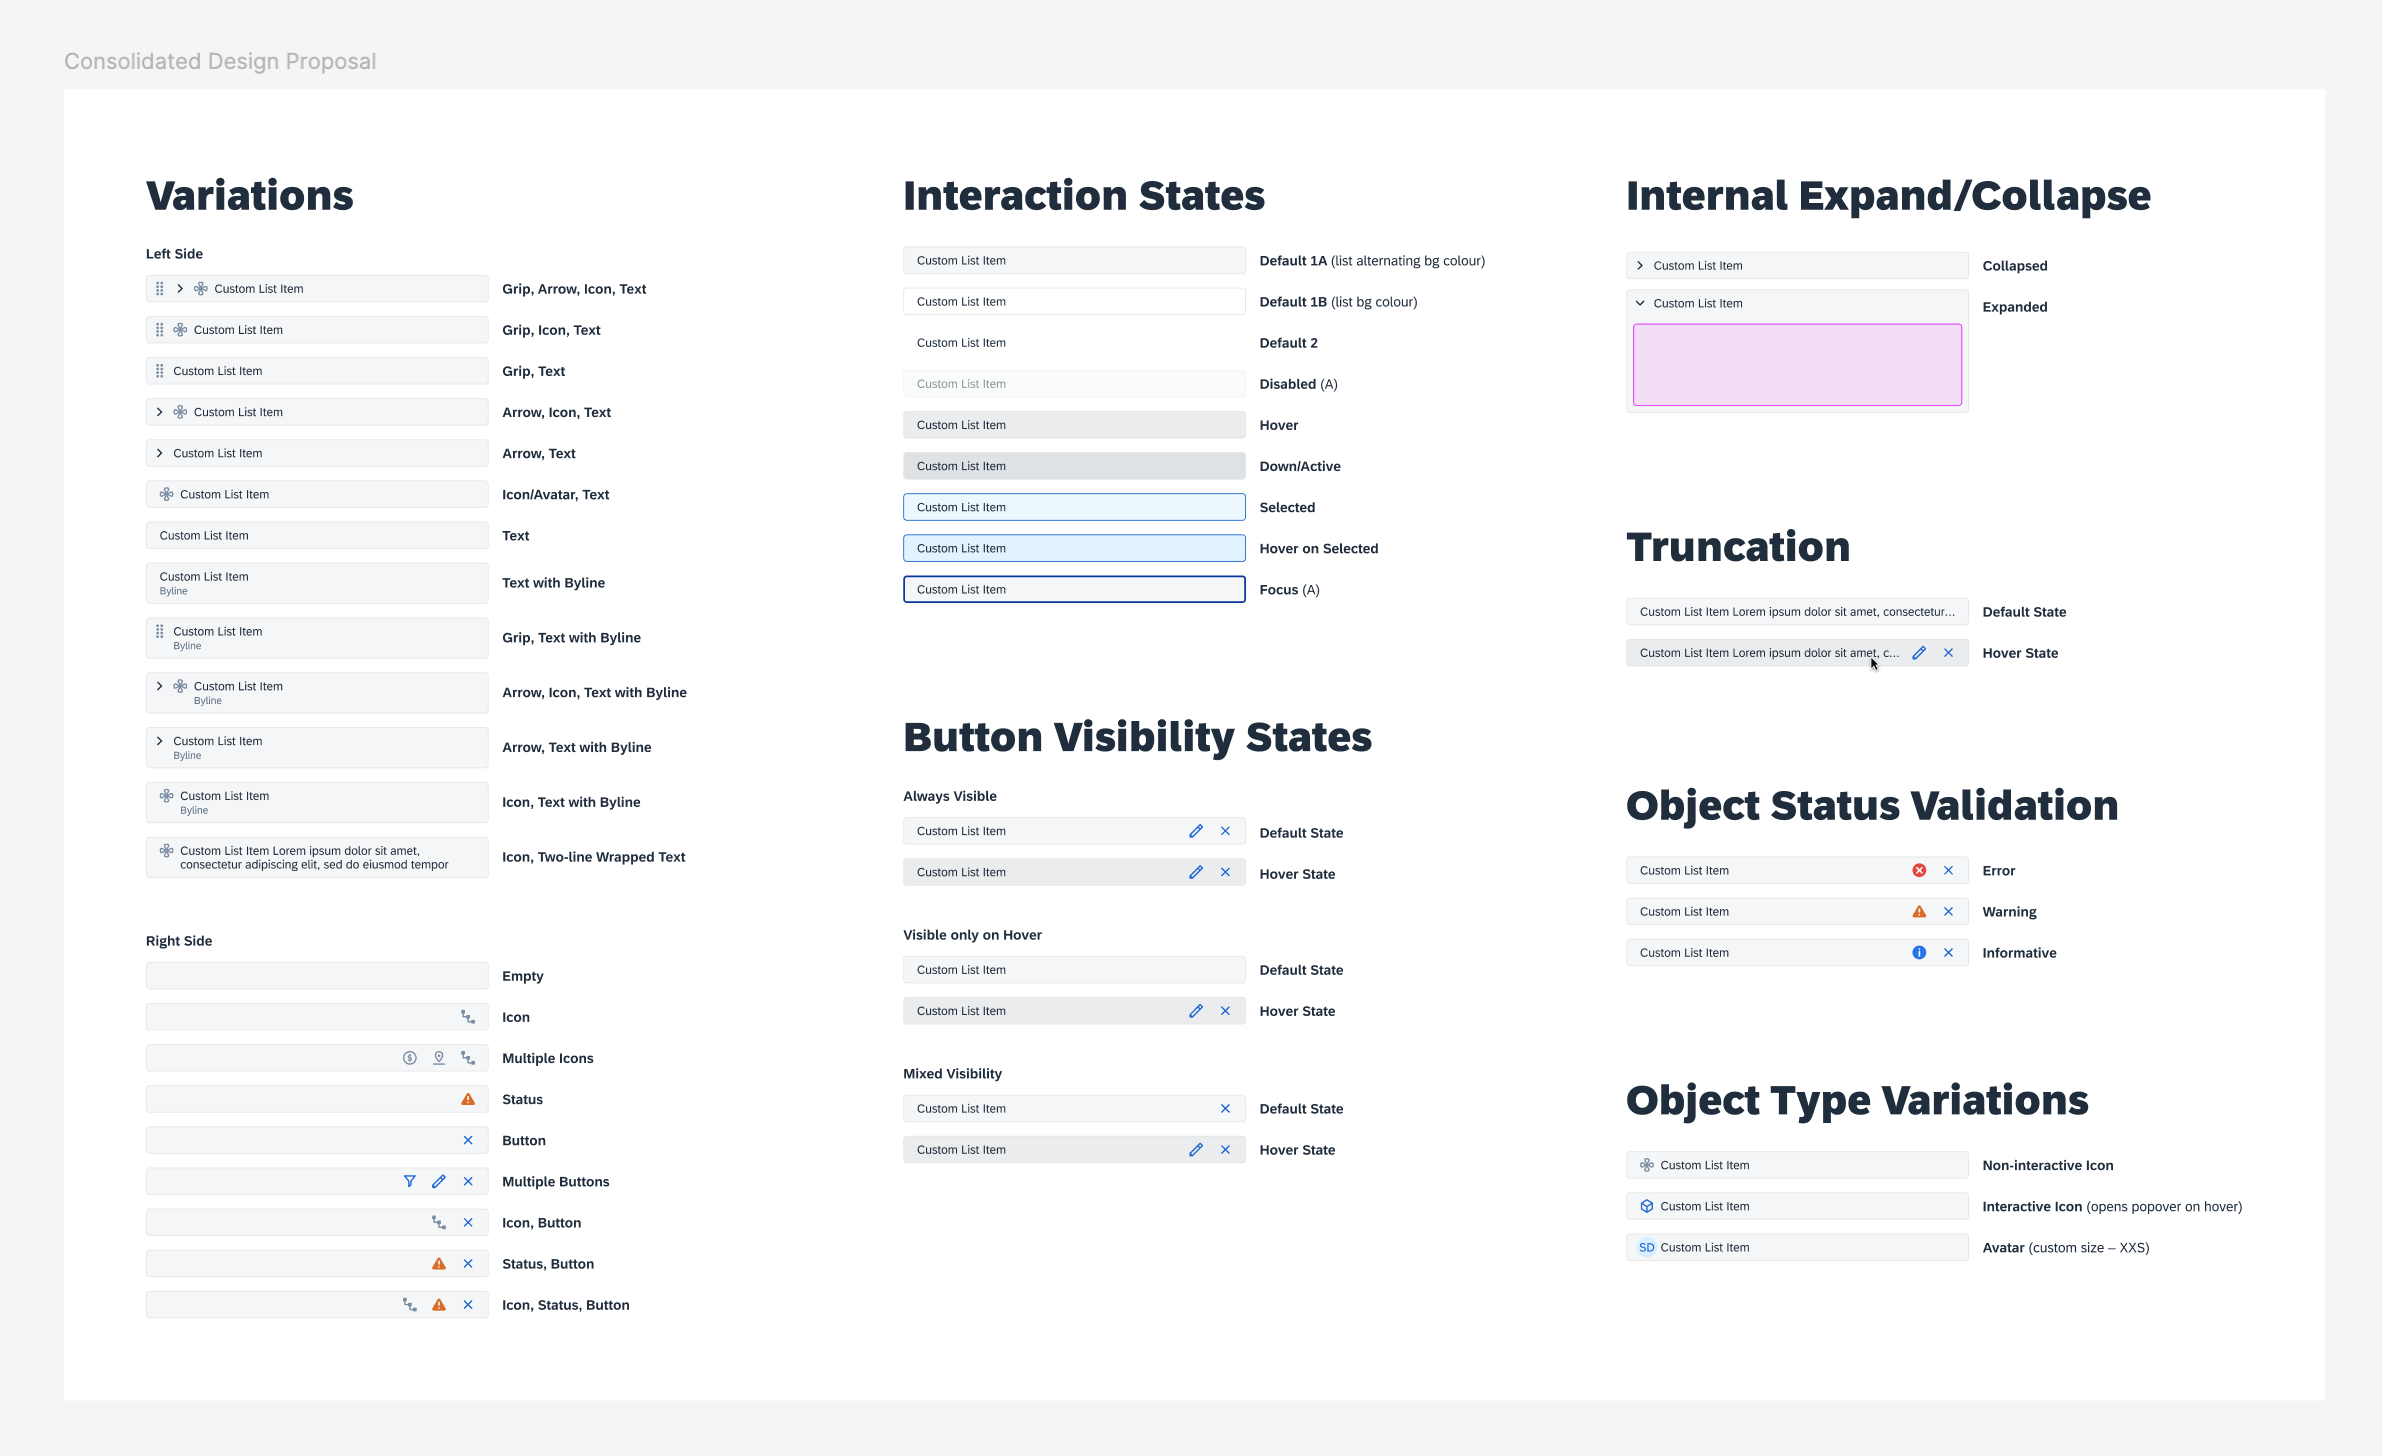 Consolidated Design Proposal
Variations
Left Side
Custom List Item
Grip, Arrow, Icon, Text
Custom List Item
Grip, Icon, Text
Custom List Item
Grip, Text
Custom List Item
Arrow, Icon, Text
Custom List Item
Arrow, Text
Custom List Item
Icon/Avatar, Text
Custom List Item
Text
Custom List Item
Byline
Text with Byline
Custom List Item
Byline
Grip, Text with Byline
Custom List Item
Byline
Arrow, Icon, Text with Byline
Custom List Item
Byline
Arrow, Text with Byline
Custom List Item
Byline
Icon, Text with Byline
Custom List Item Lorem ipsum dolor sit amet,
consectetur adipiscing elit, sed do eiusmod tempor
Icon, Two-line Wrapped Text
Right Side
Empty
Icon
Multiple Icons
Status
Button
Multiple Buttons
Icon, Button
Status, Button
Icon, Status, Button
Interaction States
Custom List Item
Default 1A (list alternating bg colour)
Custom List Item
Default 1B (list bg colour)
Custom List Item
Default 2
Custom List Item
Disabled (A)
Custom List Item
Hover
Custom List Item
Down/Active
Custom List Item
Selected
Custom List Item
Hover on Selected
Custom List Item
Focus (A)
Button Visibility States
Always Visible
Custom List Item
Default State
Custom List Item
Hover State
Visible only on Hover
Custom List Item
Default State
Custom List Item
Hover State
Mixed Visibility
Custom List Item
Default State
Custom List Item
Hover State
Internal Expand/Collapse
Custom List Item
Collapsed
Custom List Item
Expanded
Truncation
Custom List Item Lorem ipsum dolor sit amet, consectetur...
Default State
Custom List Item Lorem ipsum dolor sit amet, c...
Hover State
Object Status Validation
Custom List Item
Error
Custom List Item
Warning
Custom List Item
Informative
Object Type Variations
Custom List Item
Non-interactive Icon
Custom List Item
Interactive Icon (opens popover on hover)
SD Custom List Item
Avatar (custom size – XXS)